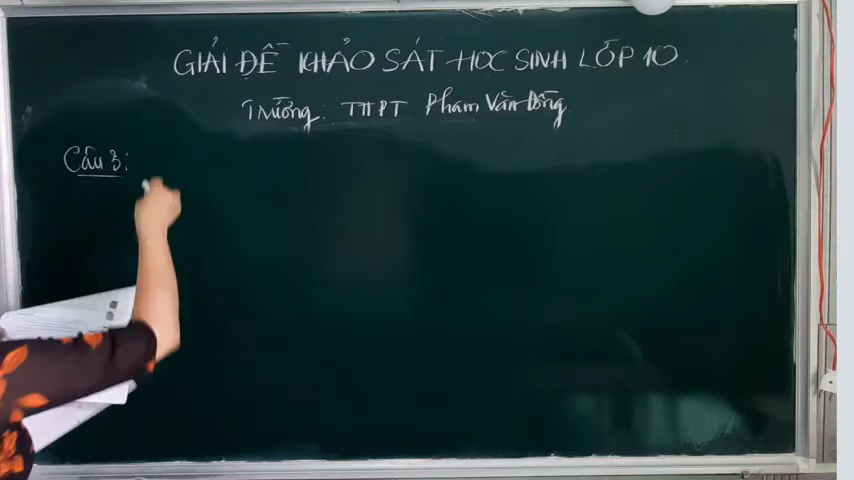 GIẢI ĐỀ KHẢO SÁT HỌC SINH LỚP 10.
Trường: THPT Phạm Văn Đồng
Câu 3: